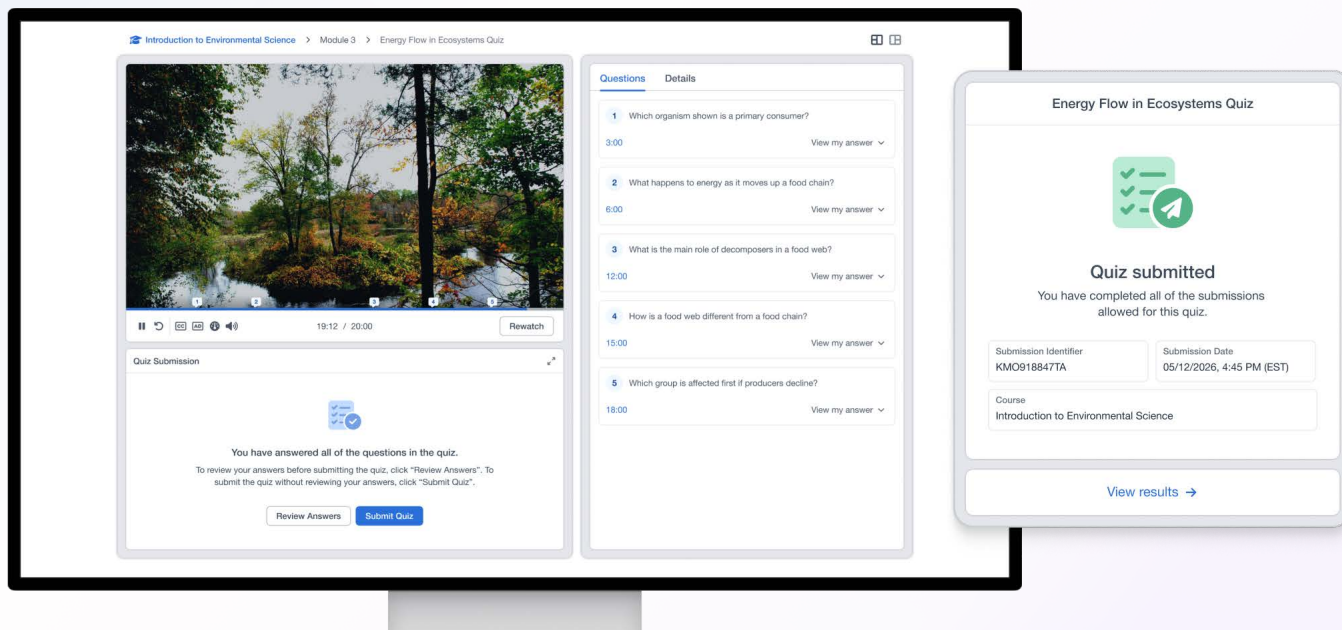 Introduction to Environmental Science > Module 3 > Energy Flow in Ecosystems Quiz
1 2 3 4 5
CC AD 19:12 / 20:00 Rewatch
Quiz Submission
You have answered all of the questions in the quiz.
To review your answers before submitting the quiz, click “Review Answers”. To
submit the quiz without reviewing your answers, click “Submit Quiz”.
Review Answers Submit Quiz
Questions Details
1 Which organism shown is a primary consumer?
3:00 View my answer
2 What happens to energy as it moves up a food chain?
6:00 View my answer
3 What is the main role of decomposers in a food web?
12:00 View my answer
4 How is a food web different from a food chain?
15:00 View my answer
5 Which group is affected first if producers decline?
18:00 View my answer
Energy Flow in Ecosystems Quiz
Quiz submitted
You have completed all of the submissions
allowed for this quiz.
Submission Identifier
KMO918847TA
Submission Date
05/12/2026, 4:45 PM (EST)
Course
Introduction to Environmental Science
View results →